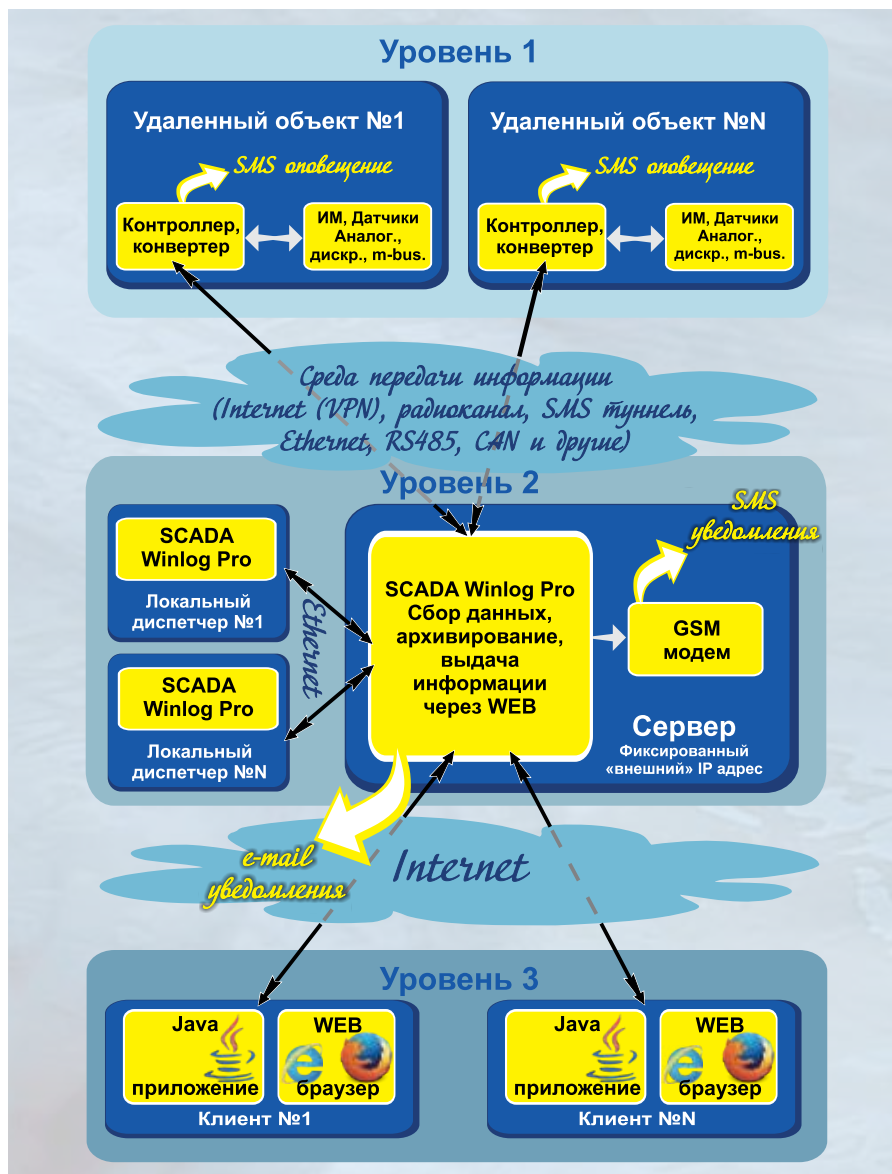 Уровень 1
Удаленный объект №1
SMS оповещение
Контроллер,
конвертер
ИМ, Датчики
Аналог.,
дискр., m-bus.
Удаленный объект №N
SMS оповещение
Контроллер,
конвертер
ИМ, Датчики
Аналог.,
дискр., m-bus.
Среда передачи информации
(Internet (VPN), радиоканал, SMS туннель,
Ethernet, RS485, CAN и другие)
Уровень 2
SCADA
Winlog Pro
Локальный
диспетчер №1
SCADA
Winlog Pro
Локальный
диспетчер №N
Ethernet
SCADA Winlog Pro
Сбор данных,
архивирование,
выдача
информации
через WEB
SMS
уведомления
GSM
модем
Сервер
Фиксированный
«внешний» IP адрес
e-mail
уведомления
Internet
Уровень 3
Java
приложение
WEB
браузер
Клиент №1
Java
приложение
WEB
браузер
Клиент №N